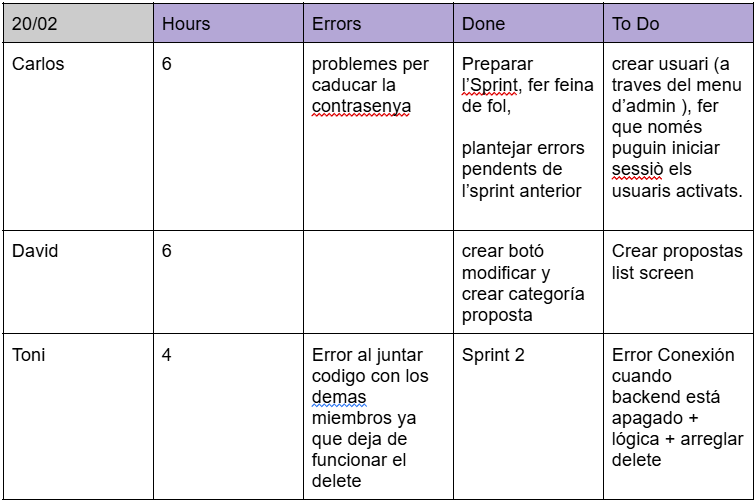 20/02 Hours Errors Done To Do
Carlos
6
problemes per
caducar la
contrasenya
Preparar
l'Sprint, fer feina
de fol,
plantejar errors
pendents de
l'sprint anterior
crear usuari (a
traves del menu
d'admin ), fer
que només
puguin iniciar
sessiò els
usuaris activats.
David
6
crear botó
modificar y
crear categoría
proposta
Crear propostas
list screen
Toni
4
Error al juntar
codigo con los
demas
miembros ya
que deja de
funcionar el
delete
Sprint 2
Error Conexión
cuando
backend está
apagado +
lógica + arreglar
delete